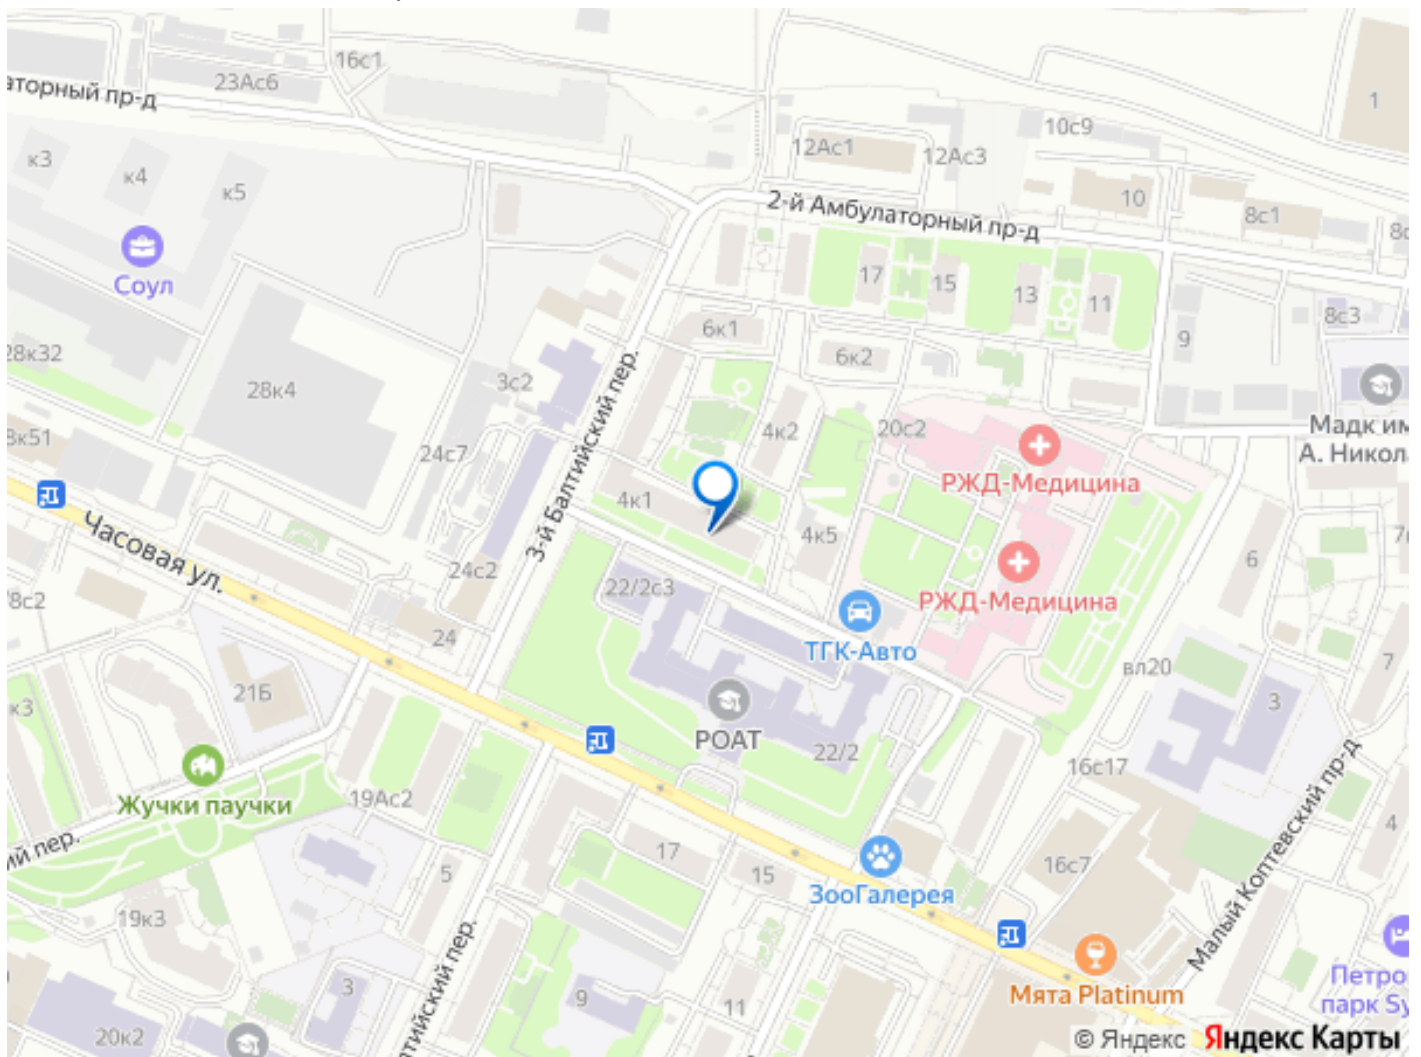 16с1
23Ас6
аторный пр-д
1
10с9
12Ас1
12Ас3
к3
к4
к5
2-й Амбулаторный пр-д
10
8с1
8с
Соул
17
15
13
11
8с3
6к1
6к2
9
28к32
28к4
3с2
3-й Балтийский пер.
4к2
20с2
Мадк им
А. Никол
РЖД-Медицина
24с7
4к1
4к5
Часовая ул.
24с2
22/2с3
6
7
РЖД-Медицина
ТГК-Авто
8с2
24
вл20
7
к3
21Б
3
РОАТ
22/2
16с17
Жучки паучки
19Ас2
ий пер.
5
17
15
ЗооГалерея
16с7
4
Малый Коптевский пр-д
19к3
тийский пер.
3
9
11
20к2
Мята Platinum
Петро
парк Sy
© Яндекс Яндекс Карты